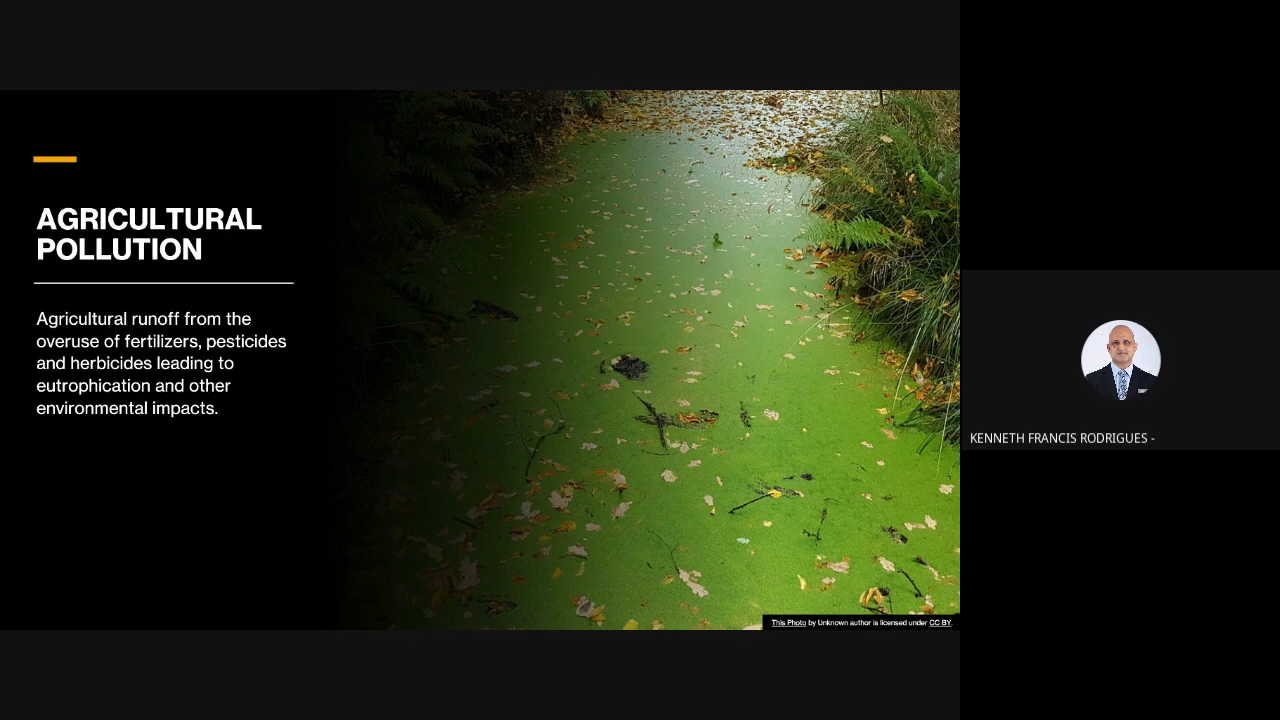 AGRICULTURAL
POLLUTION
Agricultural runoff from the
overuse of fertilizers, pesticides
and herbicides leading to
eutrophication and other
environmental impacts.
This Photo by Unknown author is licensed under CC BY.
KENNETH FRANCIS RODRIGUES -